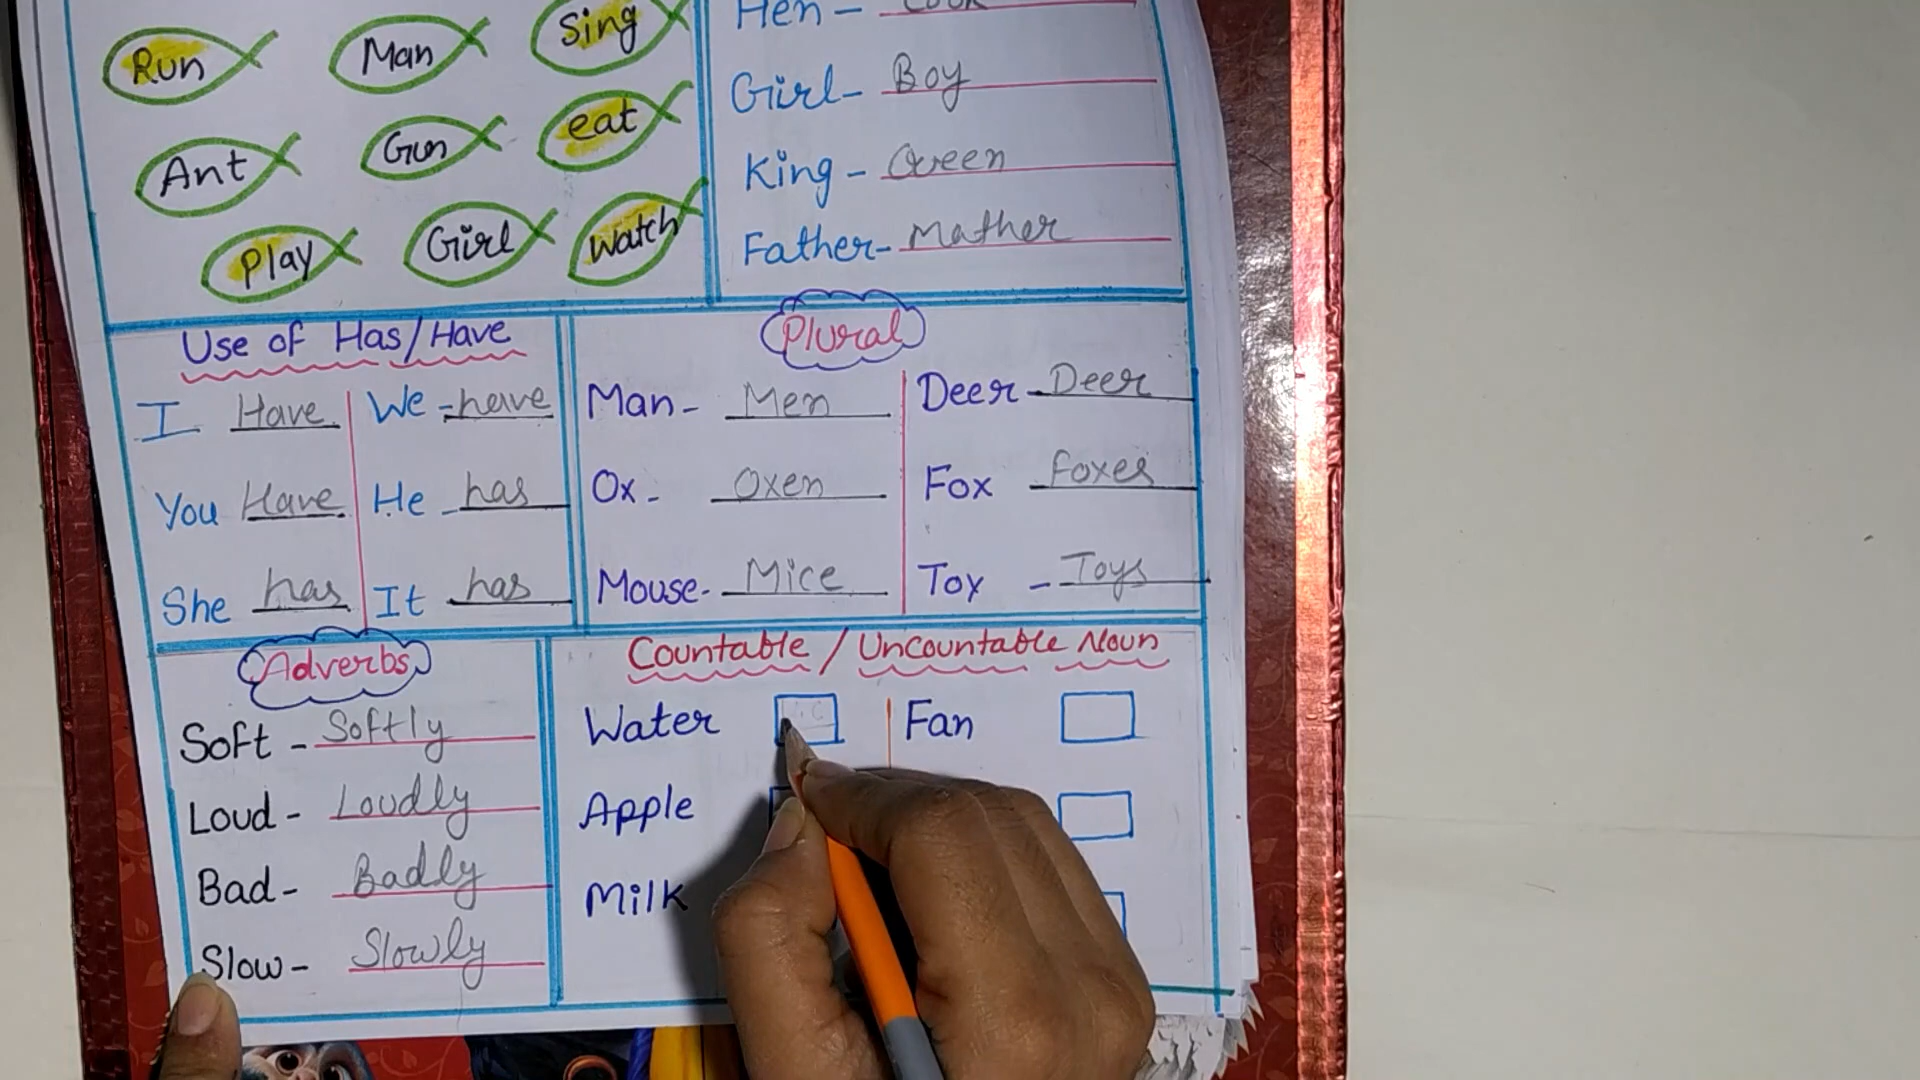 Run Man Sing
Ant Gun eat
Play Girl Watch
Hen - Cook
Girl- Boy
King - Queen
Father- Mather
Use of Has/Have
I Have We - have
You Have He - has
She has It has
Plural
Man - Men Deer - Deer
Ox - Oxen Fox Foxes
Mouse - Mice Tox - Toys
Adverbs
Soft - Softly
Loud - Loudly
Bad - Badly
Slow - Slowly
Countable / Uncountable Noun
Water Fan
Apple
Milk